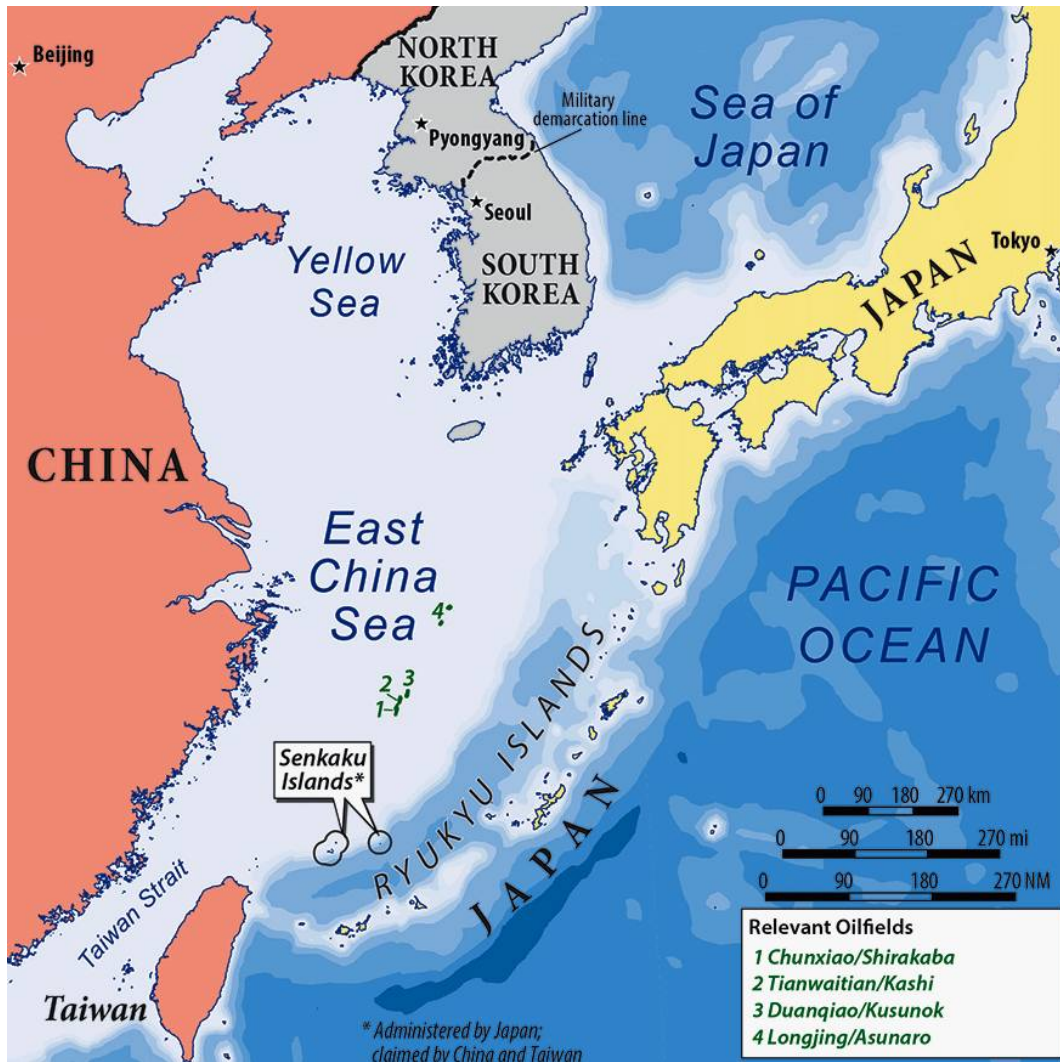 Beijing
NORTH
KOREA
Military
demarcation line
Pyongyang
Seoul
SOUTH
KOREA
Sea of
Japan
Tokyo
JAPAN
Yellow
Sea
CHINA
East
China
Sea
4
2 3
1
PACIFIC
OCEAN
Senkaku
Islands*
RYUKYU ISLANDS
JAPAN
Taiwan Strait
Taiwan
0 90 180 270 km
0 90 180 270 mi
0 90 180 270 NM
Relevant Oilfields
1 Chunxiao/Shirakaba
2 Tianwaitian/Kashi
3 Duanqiao/Kusunok
4 Longjing/Asunaro
* Administered by Japan;
claimed by China and Taiwan